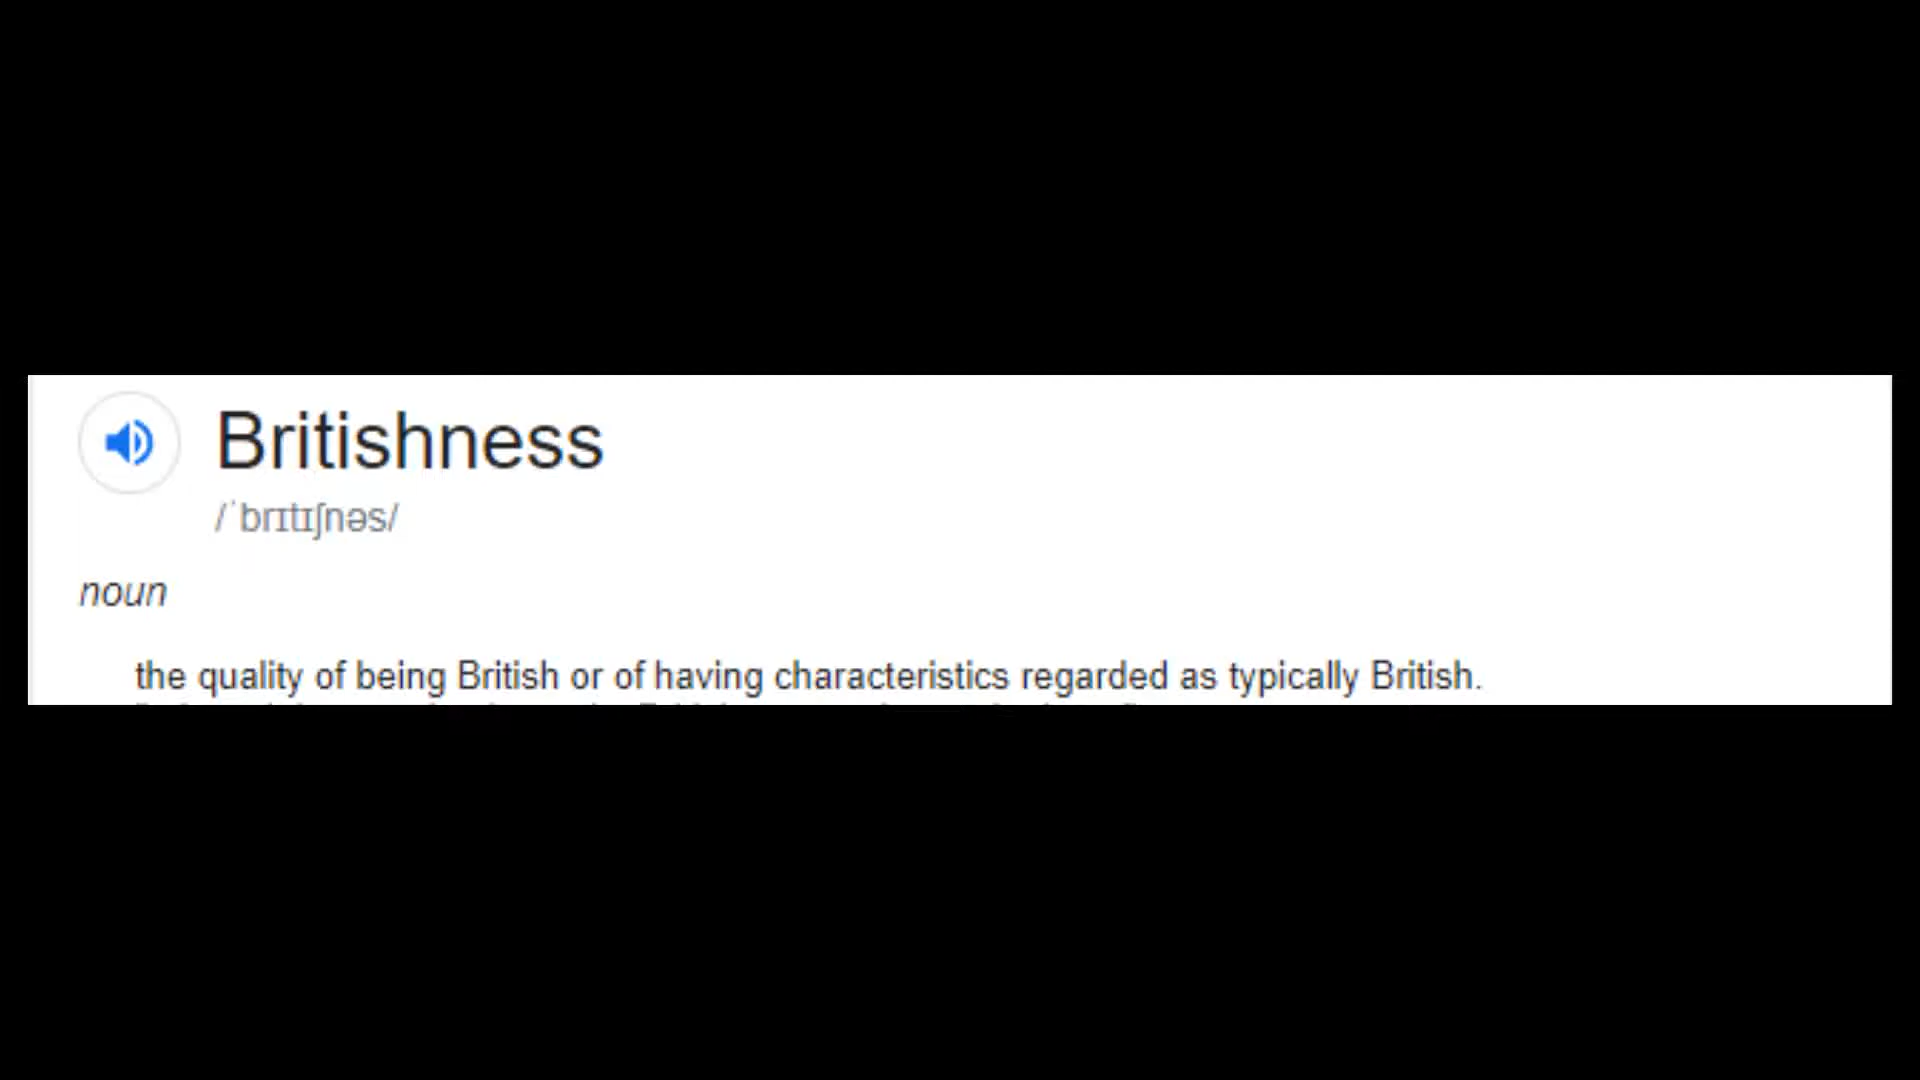 Britishness
/ˈbrɪtɪʃnəs/
noun
the quality of being British or of having characteristics regarded as typically British.